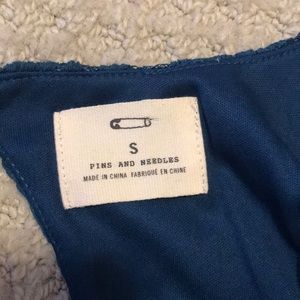 S
PINS AND NEEDLES
MADE IN CHINA FABRIQUÉ EN CHINE